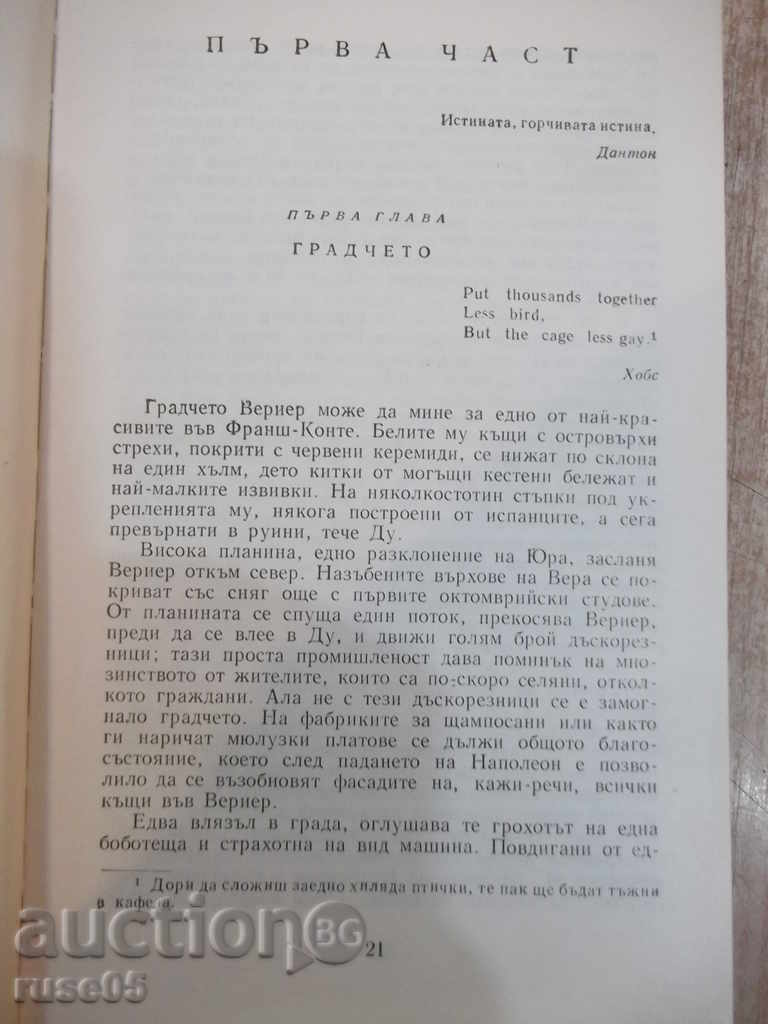 ПЪРВА ЧАСТ
Истината, горчивата истина.
Дантон
ПЪРВА ГЛАВА
ГРАДЧЕТО
Put thousands together
Less bird,
But the cage less gay.¹
Хобс
Градчето Вериер може да мине за едно от най-кра-
сивите във Франш-Конте. Белите му къщи с островърхи
стрехи, покрити с червени керемиди, се нижат по склона
на един хълм, дето китки от могъщи кестени бележат и
най-малките извивки. На няколкостотин стъпки под ук-
репленията му, някога построени от испанците, а сега
превърнати в руини, тече Ду.
Висока планина, едно разклонение на Юра, засланя
Вериер откъм север. Назъбените върхове на Вера се по-
криват със сняг още с първите октомврийски студове.
От планината се спуща един поток, прекосява Вериер,
преди да се влее в Ду, и движи голям брой дъскорез-
ници; тази проста промишленост дава поминък на мно-
зинството от жителите, които са по-скоро селяни, откол-
кото граждани. Ала не с тези дъскорезници се е замог-
нало градчето. На фабриките за щампосани или както
ги наричат мюлузки платове се дължи общото благо-
състояние, което след падането на Наполеон е позво-
лило да се възобновят фасадите на, кажи-речи, всички
къщи във Вериер.
Едва влязъл в града, оглушава те грохотът на една
боботеща и страхотна на вид машина. Повдигани от ед-
¹ Дори да сложиш заедно хиляда птички, те пак ще бъдат тъжни
в кафеза.
21
auctionBG
ruse05